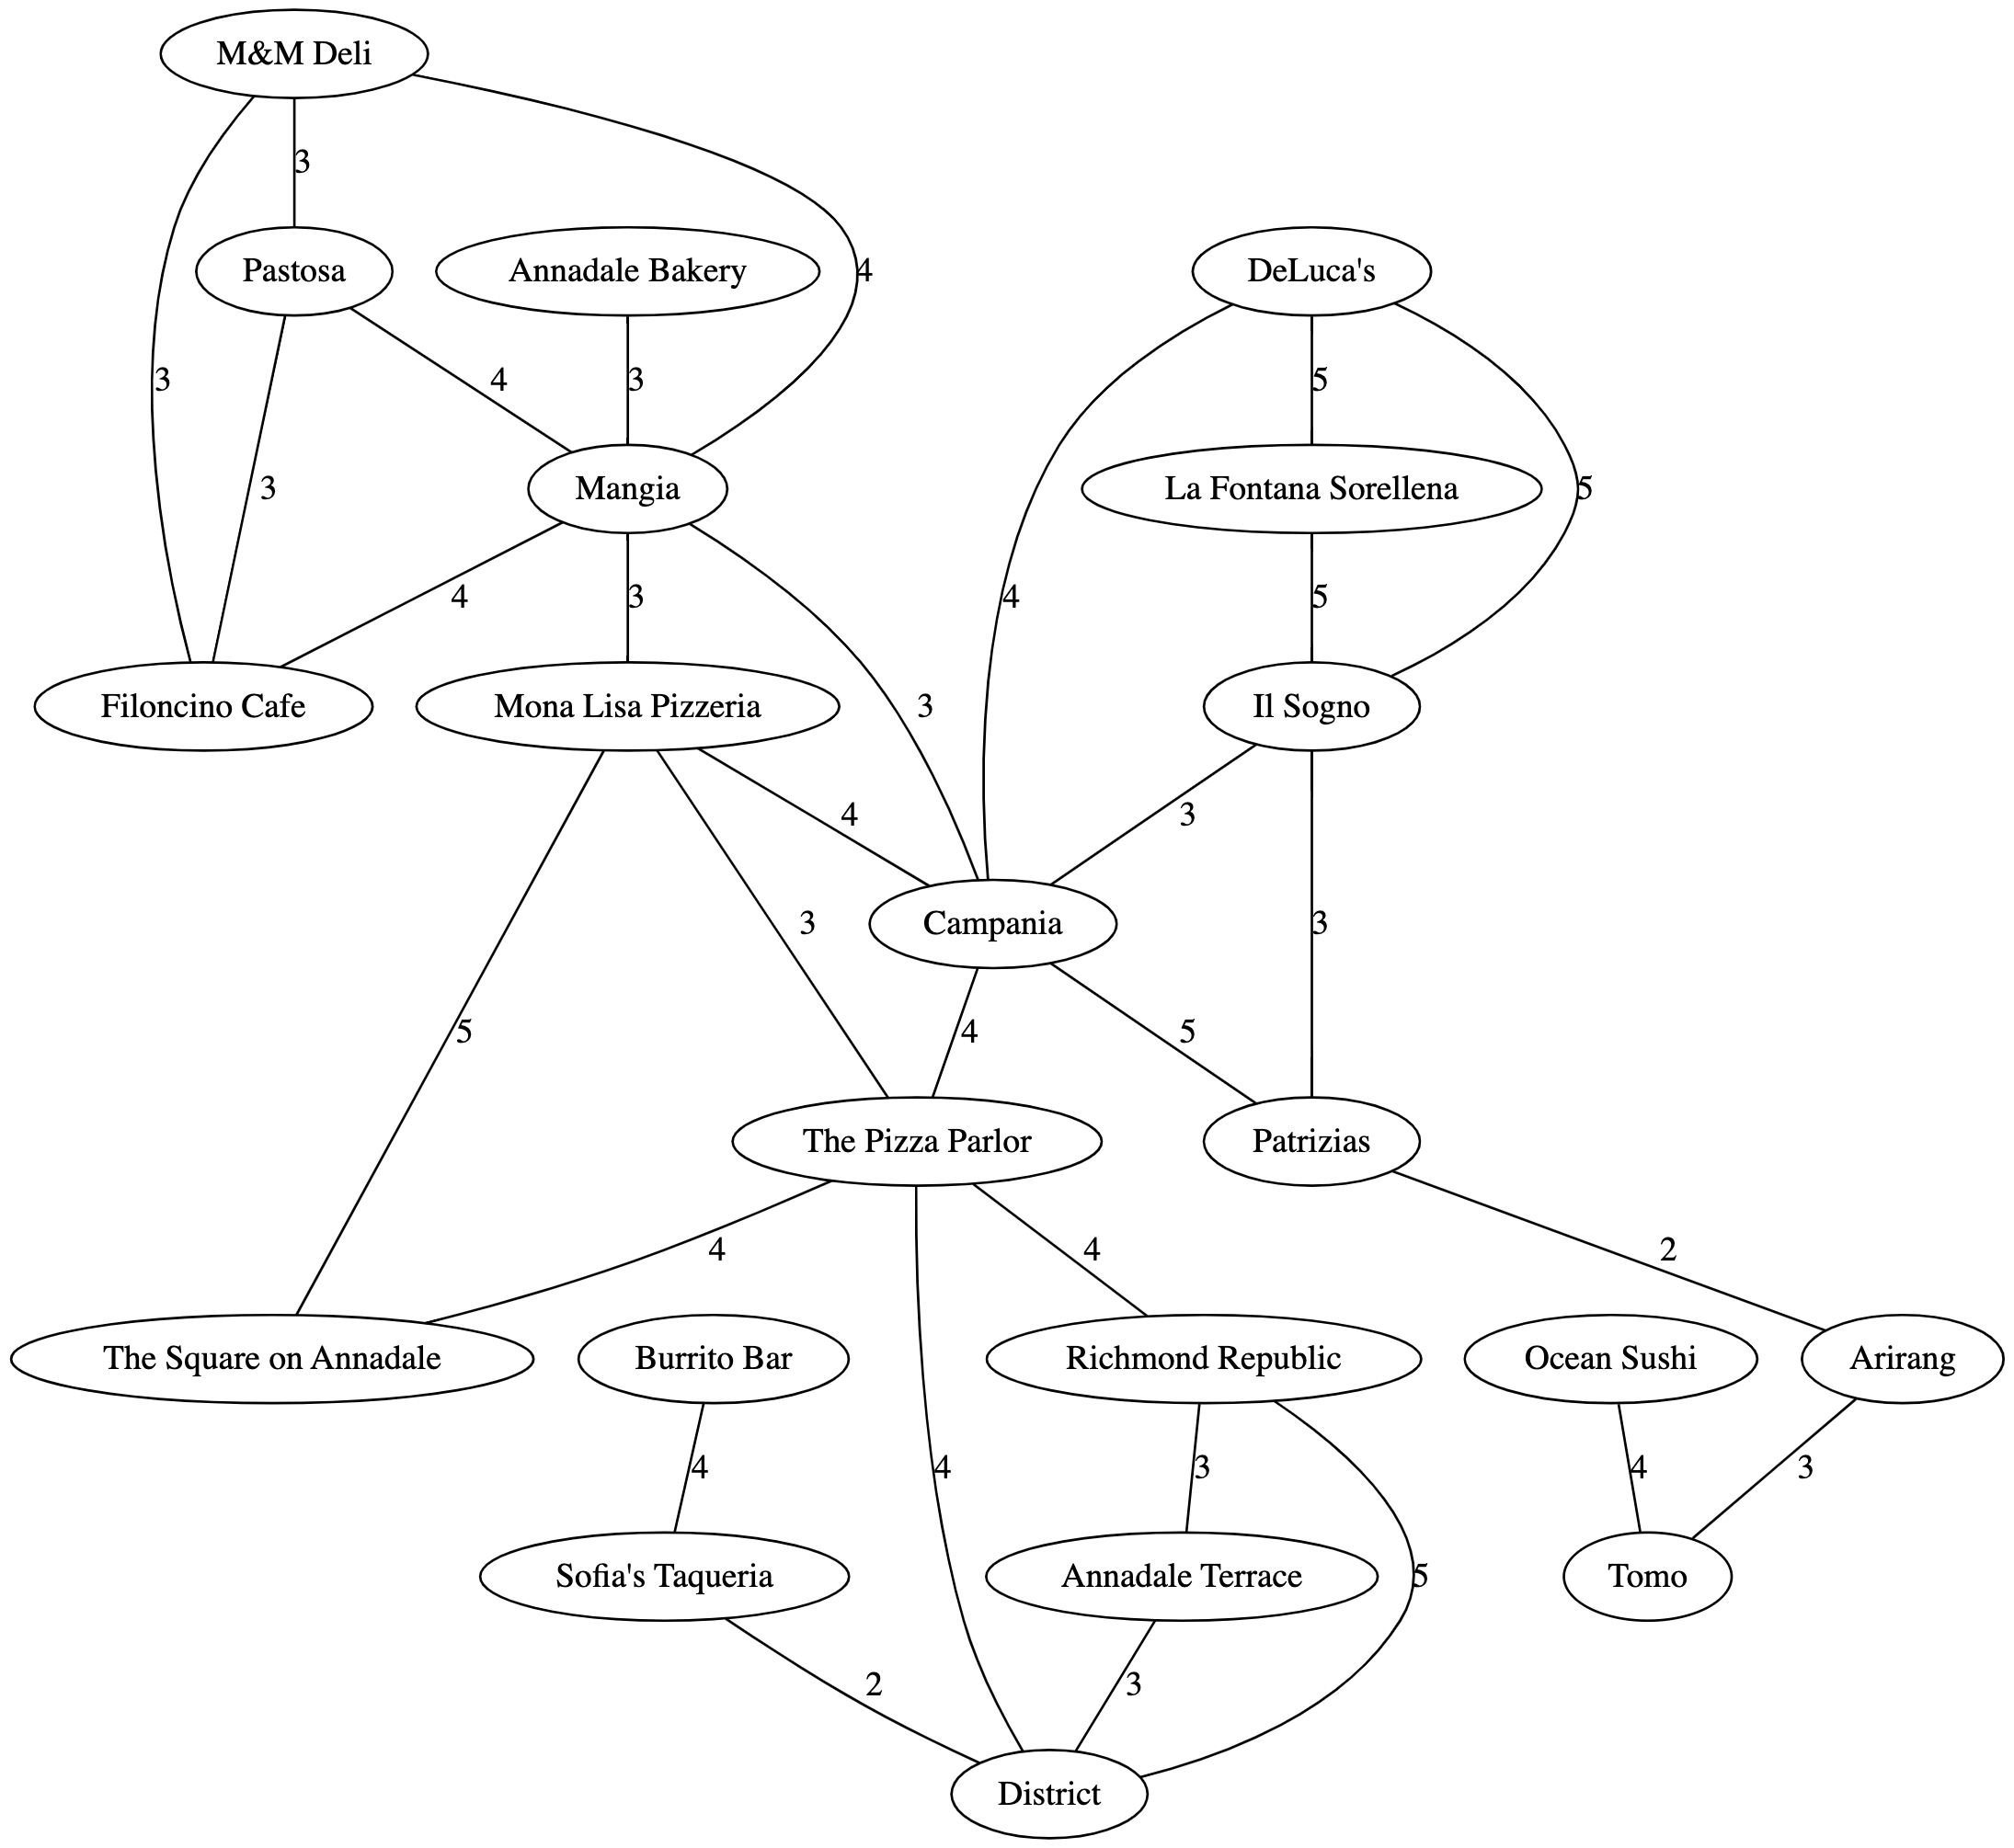 M&M Deli
3
Pastosa
Annadale Bakery
4
DeLuca's
3
4
3
5
3
Mangia
La Fontana Sorellena
5
4
3
4
5
Filoncino Cafe
Mona Lisa Pizzeria
3
Il Sogno
4
3
3
Campania
3
5
4
5
The Pizza Parlor
Patrizias
4
4
2
The Square on Annadale
Burrito Bar
Richmond Republic
Ocean Sushi
Arirang
4
4
3
4
3
Sofia's Taqueria
Annadale Terrace
5
Tomo
2
3
District